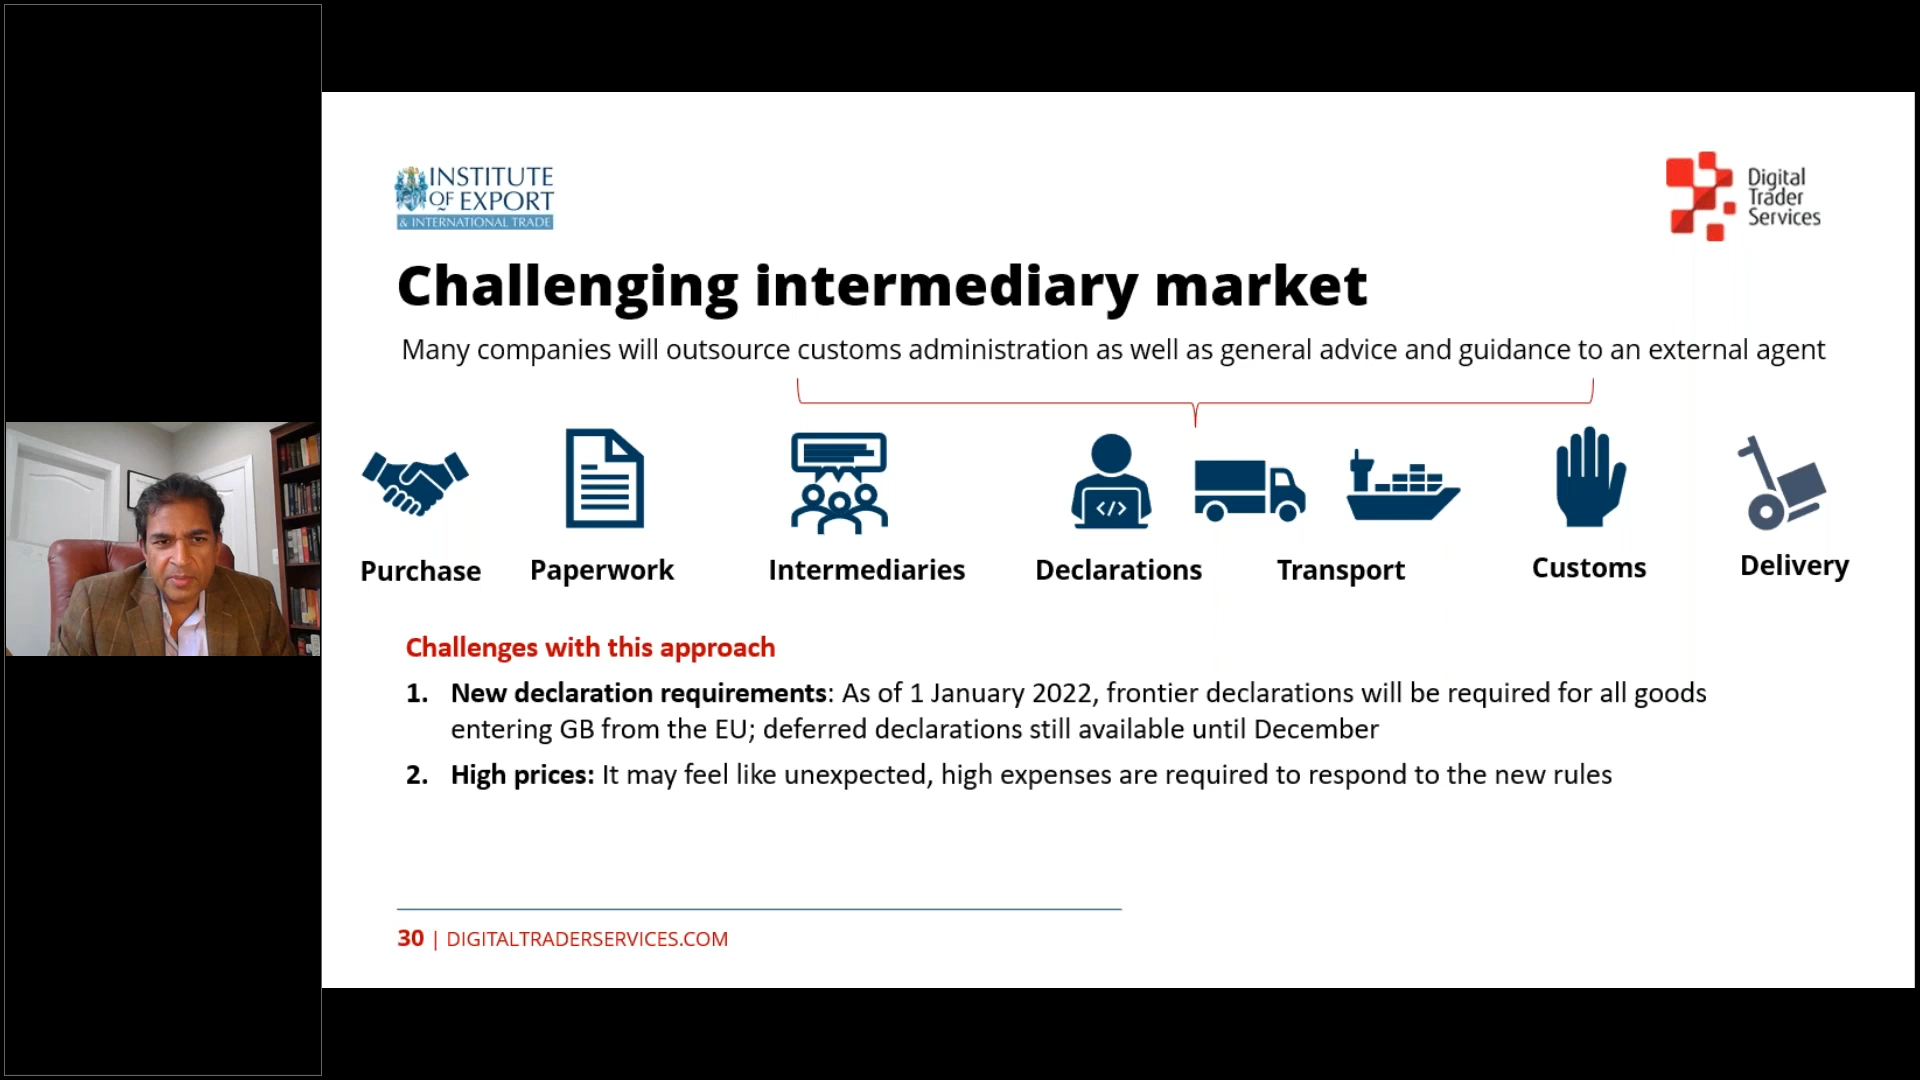 INSTITUTE
OF EXPORT
& INTERNATIONAL TRADE
Digital
Trader
Services
Challenging intermediary market
Many companies will outsource customs administration as well as general advice and guidance to an external agent
</>
Purchase
Paperwork
Intermediaries
Declarations
Transport
Customs
Delivery
Challenges with this approach
1. New declaration requirements: As of 1 January 2022, frontier declarations will be required for all goods
entering GB from the EU; deferred declarations still available until December
2. High prices: It may feel like unexpected, high expenses are required to respond to the new rules
30 | DIGITALTRADERSERVICES.COM